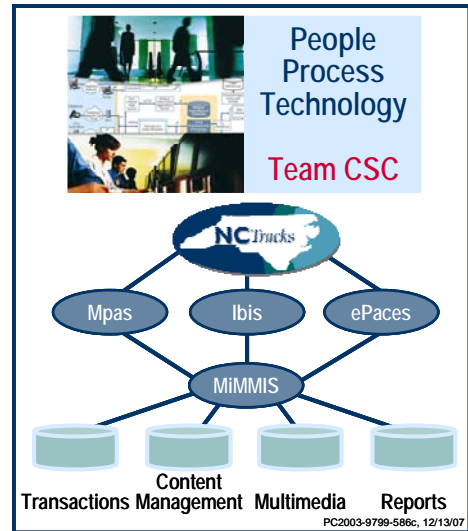 People
Process
Technology
Team CSC
NCTracks
Mpas
Ibis
ePaces
MiMMIS
Transactions
Content
Management
Multimedia
Reports
PC2003-9799-586c, 12/13/07